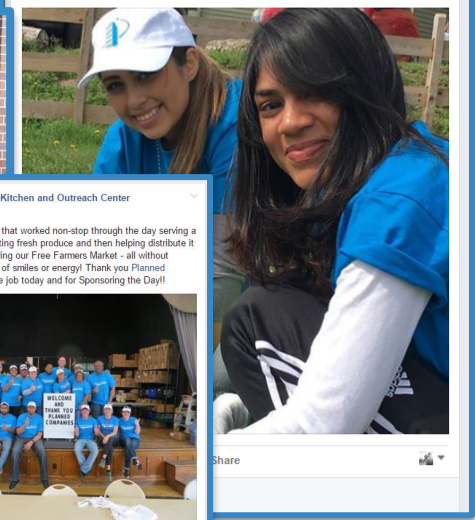 Kitchen and Outreach Center
that worked non-stop through the day serving a
ting fresh produce and then helping distribute it
ing our Free Farmers Market - all without
of smiles or energy! Thank you Planned
e job today and for Sponsoring the Day!!
WELCOME
AND
THANK YOU
PLANNED
COMPANIES
Share
adidas